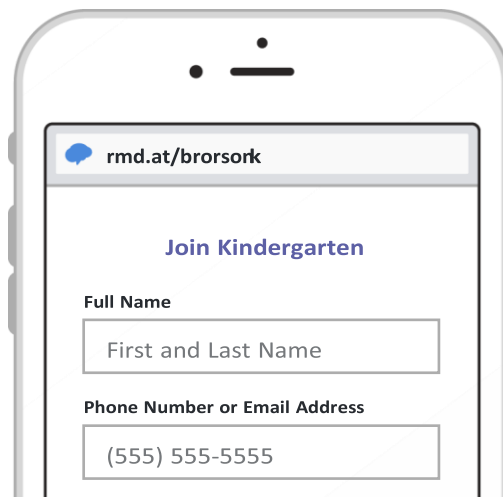 rmd.at/brorsork
Join Kindergarten
Full Name
First and Last Name
Phone Number or Email Address
(555) 555-5555